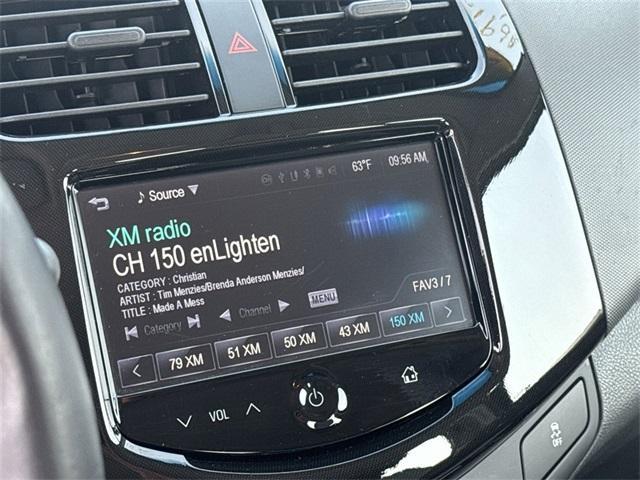 63°F 09:56 AM
Source
XM radio
CH 150 enLighten
CATEGORY : Christian
ARTIST : Tim Menzies/Brenda Anderson Menzies/
TITLE : Made A Mess
Category Channel MENU FAV3 / 7
79 XM 51 XM 50 XM 43 XM 150 XM
VOL